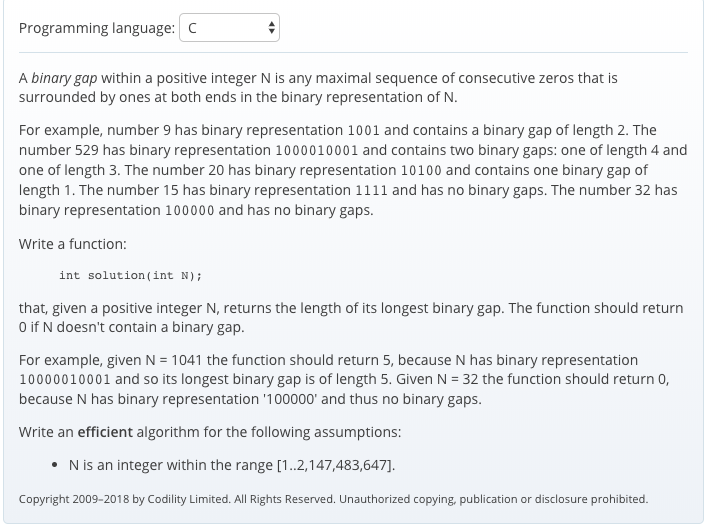 Programming language: C
A binary gap within a positive integer N is any maximal sequence of consecutive zeros that is
surrounded by ones at both ends in the binary representation of N.
For example, number 9 has binary representation 1001 and contains a binary gap of length 2. The
number 529 has binary representation 1000010001 and contains two binary gaps: one of length 4 and
one of length 3. The number 20 has binary representation 10100 and contains one binary gap of
length 1. The number 15 has binary representation 1111 and has no binary gaps. The number 32 has
binary representation 100000 and has no binary gaps.
Write a function:
int solution(int N);
that, given a positive integer N, returns the length of its longest binary gap. The function should return
0 if N doesn't contain a binary gap.
For example, given N = 1041 the function should return 5, because N has binary representation
10000010001 and so its longest binary gap is of length 5. Given N = 32 the function should return 0,
because N has binary representation '100000' and thus no binary gaps.
Write an efficient algorithm for the following assumptions:
• N is an integer within the range [1..2,147,483,647].
Copyright 2009–2018 by Codility Limited. All Rights Reserved. Unauthorized copying, publication or disclosure prohibited.